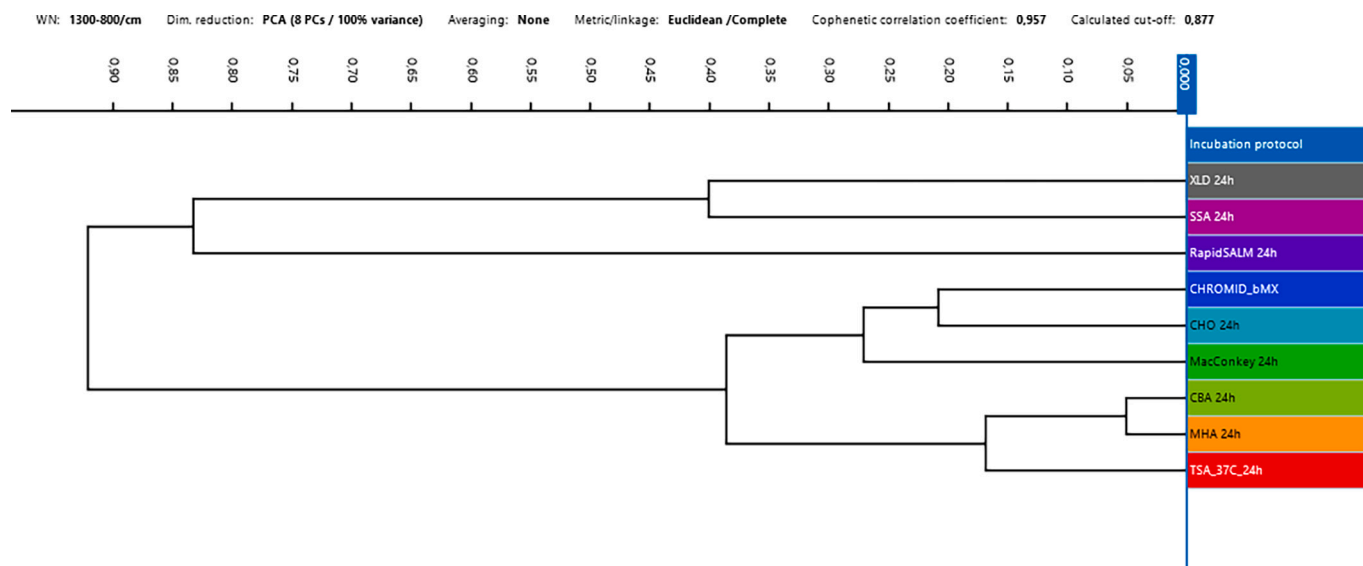 WN: 1300-800/cm Dim. reduction: PCA (8 PCs / 100% variance) Averaging: None Metric/linkage: Euclidean /Complete Cophenetic correlation coefficient: 0,957 Calculated cut-off: 0,877
0,90 0,85 0,80 0,75 0,70 0,65 0,60 0,55 0,50 0,45 0,40 0,35 0,30 0,25 0,20 0,15 0,10 0,05 0,000
Incubation protocol
XLD 24h
SSA 24h
RapidSALM 24h
CHROMID_bMX
CHO 24h
MacConkey 24h
CBA 24h
MHA 24h
TSA_37C_24h